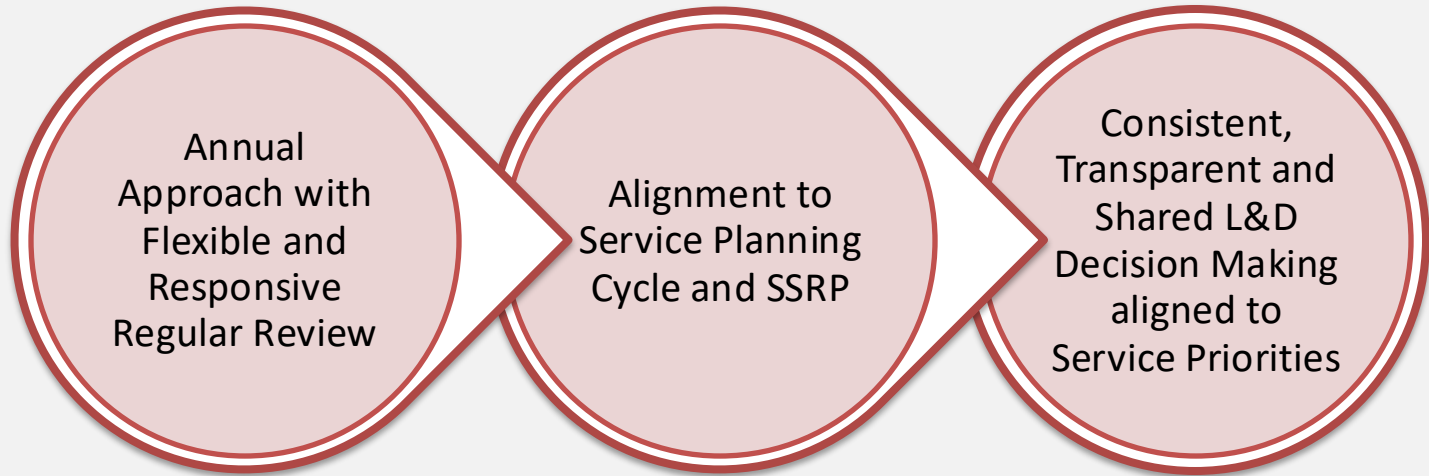 Annual
Approach with
Flexible and
Responsive
Regular Review
Alignment to
Service Planning
Cycle and SSRP
Consistent,
Transparent and
Shared L&D
Decision Making
aligned to
Service Priorities